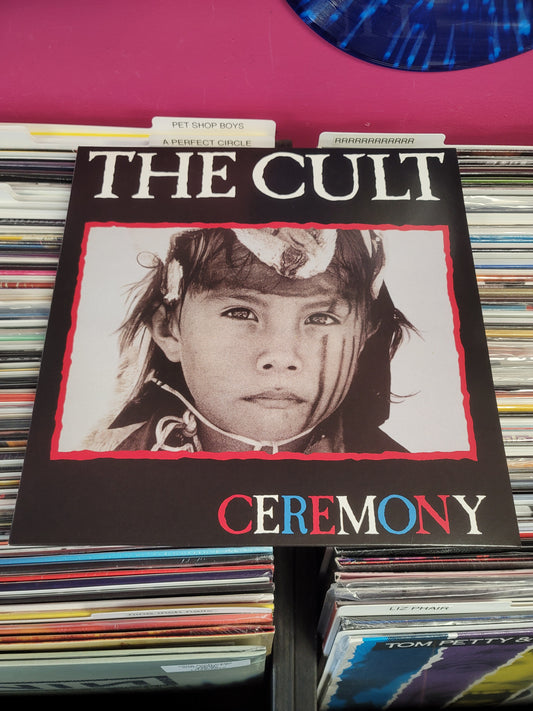 PET SHOP BOYS
A PERFECT CIRCLE
RRRRRRRRRRRR
THE CULT
CEREMONY
LIZ PHAIR
TOM PETTY &